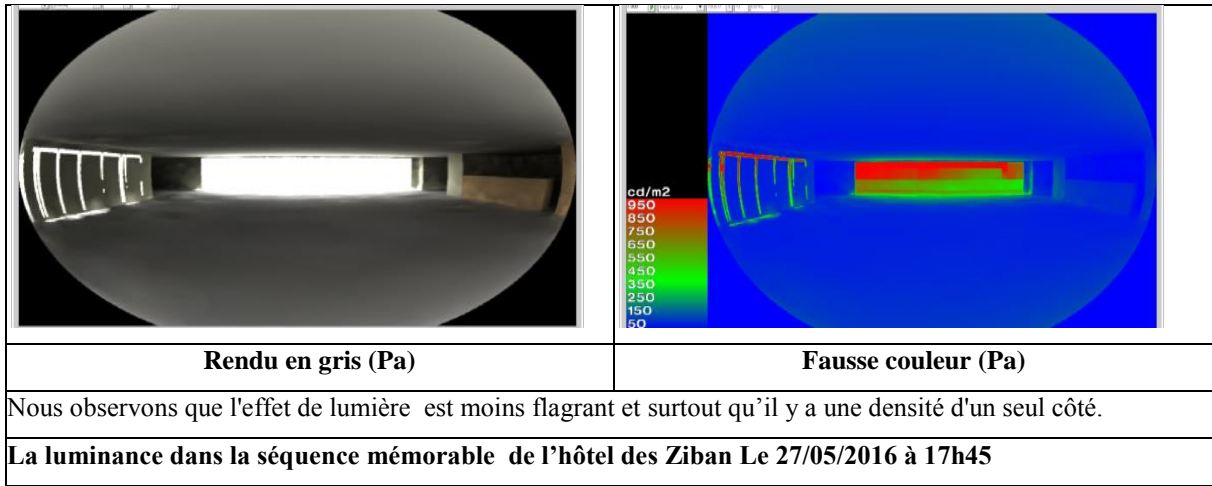 cd/m2
950
850
750
650
550
450
350
250
150
50
Rendu en gris (Pa)
Fausse couleur (Pa)
Nous observons que l'effet de lumière est moins flagrant et surtout qu’il y a une densité d'un seul côté.
La luminance dans la séquence mémorable de l’hôtel des Ziban Le 27/05/2016 à 17h45